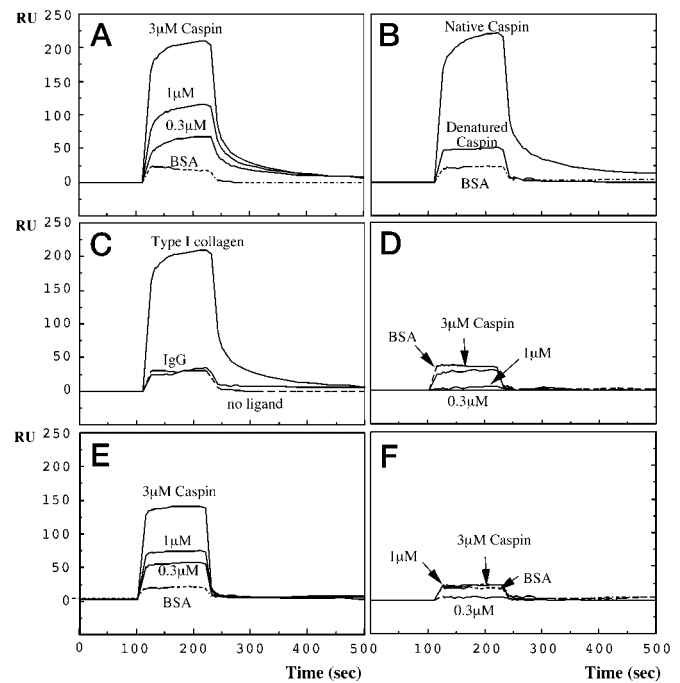 RU
250
200
150
100
50
0
A
3µM Caspin
1µM
0.3µM
BSA
B
Native Caspin
Denatured
Caspin
BSA
RU
250
200
150
100
50
0
C
Type I collagen
IgG
no ligand
D
BSA
3µM Caspin
1µM
0.3µM
RU
250
200
150
100
50
0
E
3µM Caspin
1µM
0.3µM
BSA
0 100 200 300 400 500
Time (sec)
F
1µM
3µM Caspin
BSA
0.3µM
0 100 200 300 400 500
Time (sec)